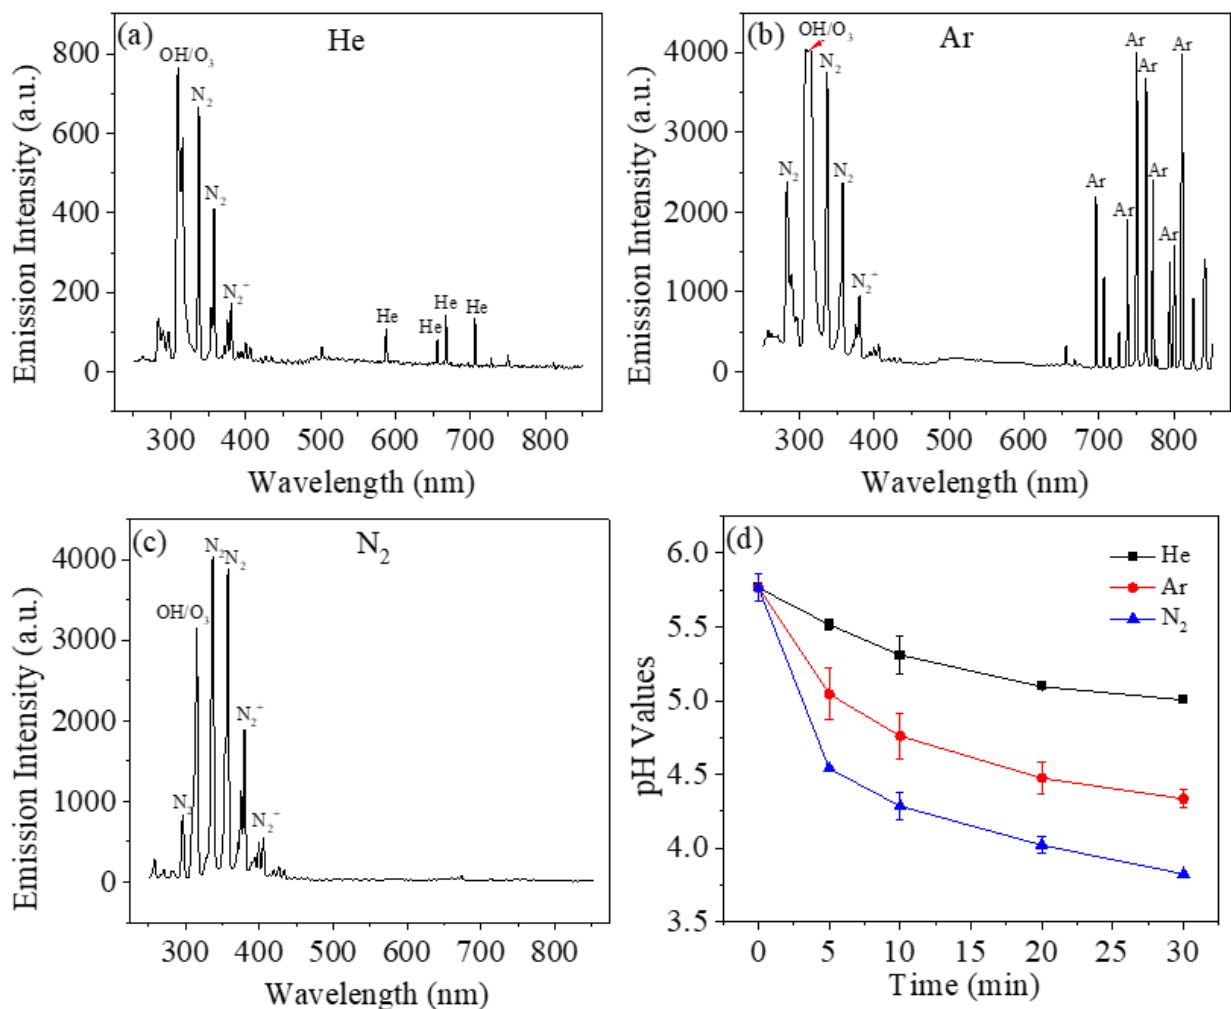 (a)
He
OH/O₃
N₂
N₂
N₂⁺
He
He
He
He
800
600
400
200
0
Emission Intensity (a.u.)
300 400 500 600 700 800
Wavelength (nm)
(b)
Ar
OH/O₃
N₂
N₂
N₂
N₂⁺
Ar
Ar
Ar
Ar
Ar
Ar
Ar
4000
3000
2000
1000
0
Emission Intensity (a.u.)
300 400 500 600 700 800
Wavelength (nm)
(c)
N₂
N₂
N₂
OH/O₃
N₂⁺
N₂
N₂⁺
4000
3000
2000
1000
0
Emission Intensity (a.u.)
300 400 500 600 700 800
Wavelength (nm)
(d)
He
Ar
N₂
6.0
5.5
5.0
4.5
4.0
3.5
pH Values
0 5 10 15 20 25 30
Time (min)